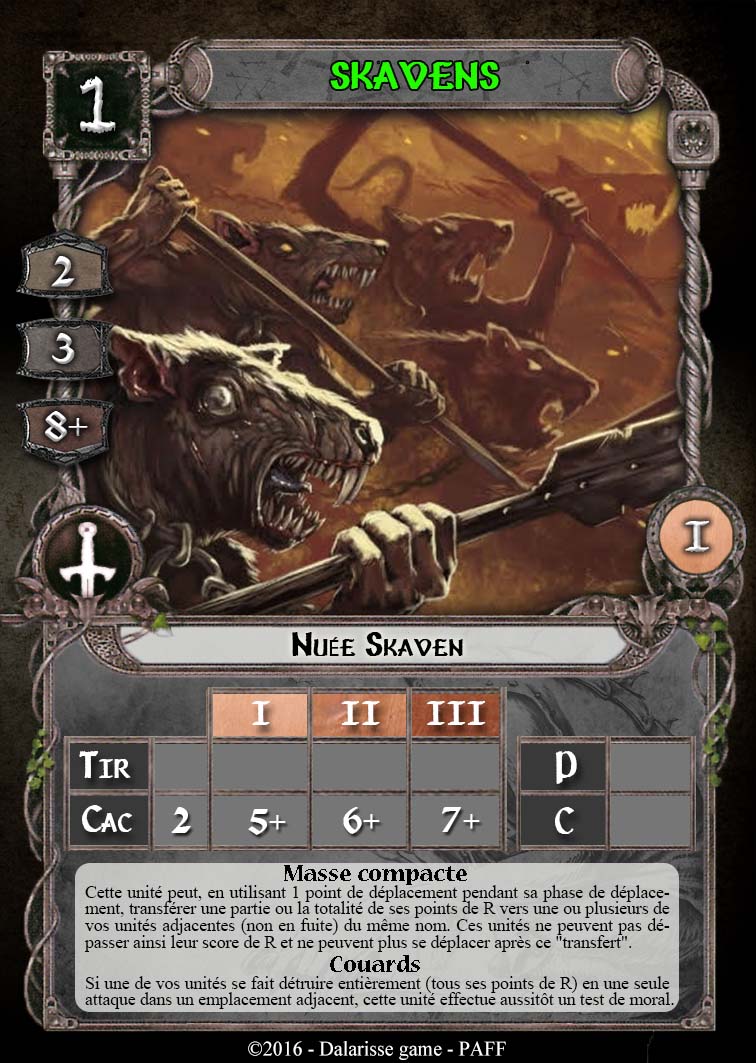 1
SKAVENS
2
3
8+
I
Nuée Skaven
I II III
Tir
P
Cac 2 5+ 6+ 7+
C
Masse compacte
Cette unité peut, en utilisant 1 point de déplacement pendant sa phase de déplace-
ment, transférer une partie ou la totalité de ses points de R vers une ou plusieurs de
vos unités adjacentes (non en fuite) du même nom. Ces unités ne peuvent pas dé-
passer ainsi leur score de R et ne peuvent plus se déplacer après ce "transfert".
Couards
Si une de vos unités se fait détruire entièrement (tous ses points de R) en une seule
attaque dans un emplacement adjacent, cette unité effectue aussitôt un test de moral.
©2016 - Dalarisse game - PAFF